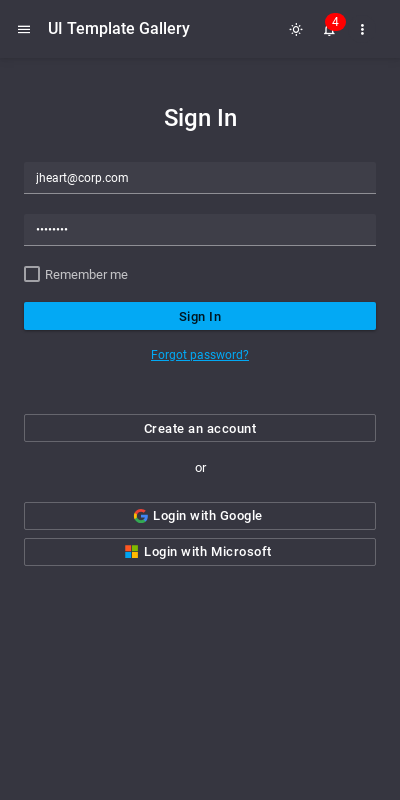 UI Template Gallery
4
Sign In
jheart@corp.com
••••••••
Remember me
Sign In
Forgot password?
Create an account
or
Login with Google
Login with Microsoft